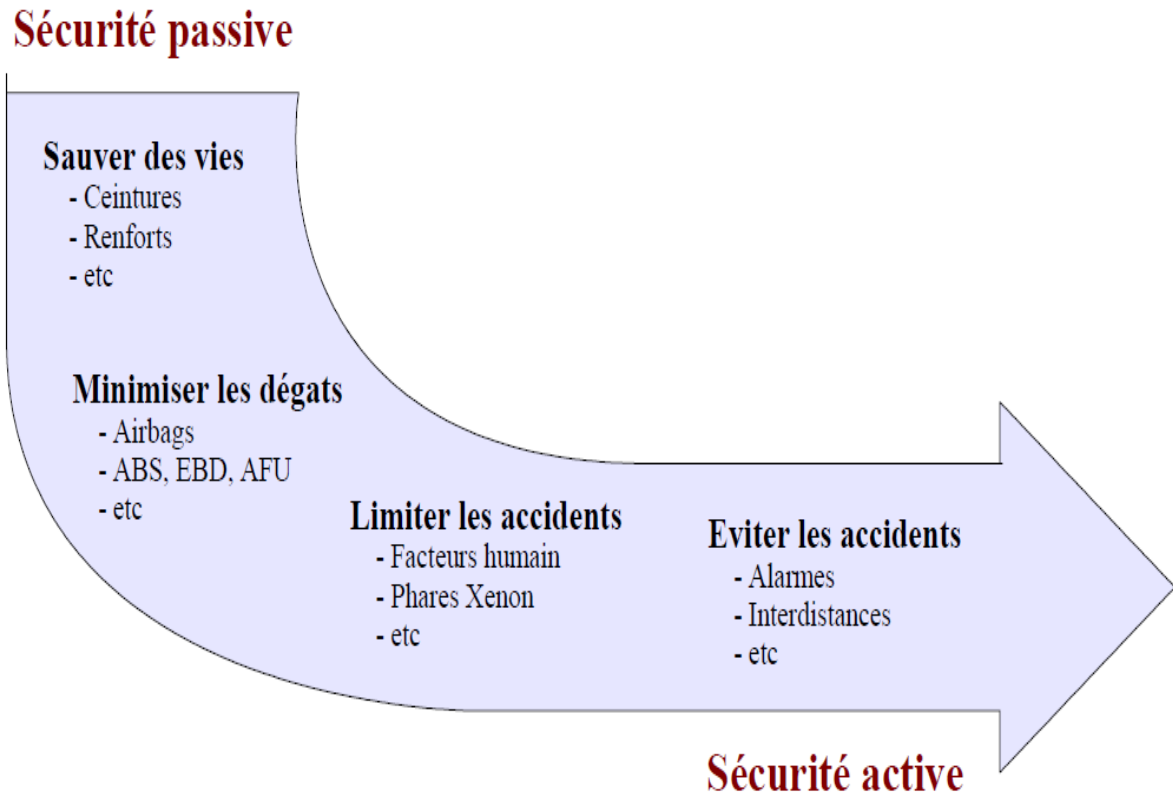 Sécurité passive
Sauver des vies
- Ceintures
- Renforts
- etc
Minimiser les dégats
- Airbags
- ABS, EBD, AFU
- etc
Limiter les accidents
- Facteurs humain
- Phares Xenon
- etc
Eviter les accidents
- Alarmes
- Interdistances
- etc
Sécurité active